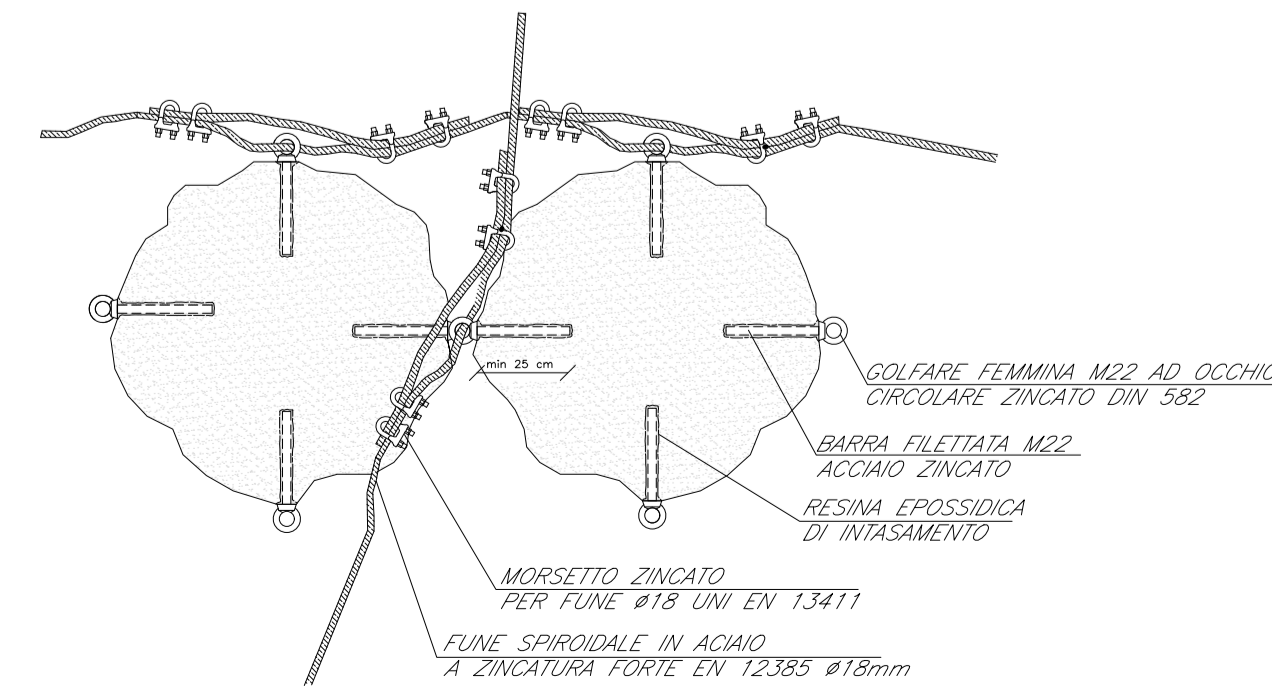 min 25 cm
GOLFARE FEMMINA M22 AD OCCHIO
CIRCOLARE ZINCATO DIN 582
BARRA FILETTATA M22
ACCIAIO ZINCATO
RESINA EPOSSIDICA
DI INTASAMENTO
MORSETTO ZINCATO
PER FUNE ø18 UNI EN 13411
FUNE SPIROIDALE IN ACIAIO
A ZINCATURA FORTE EN 12385 ø18mm